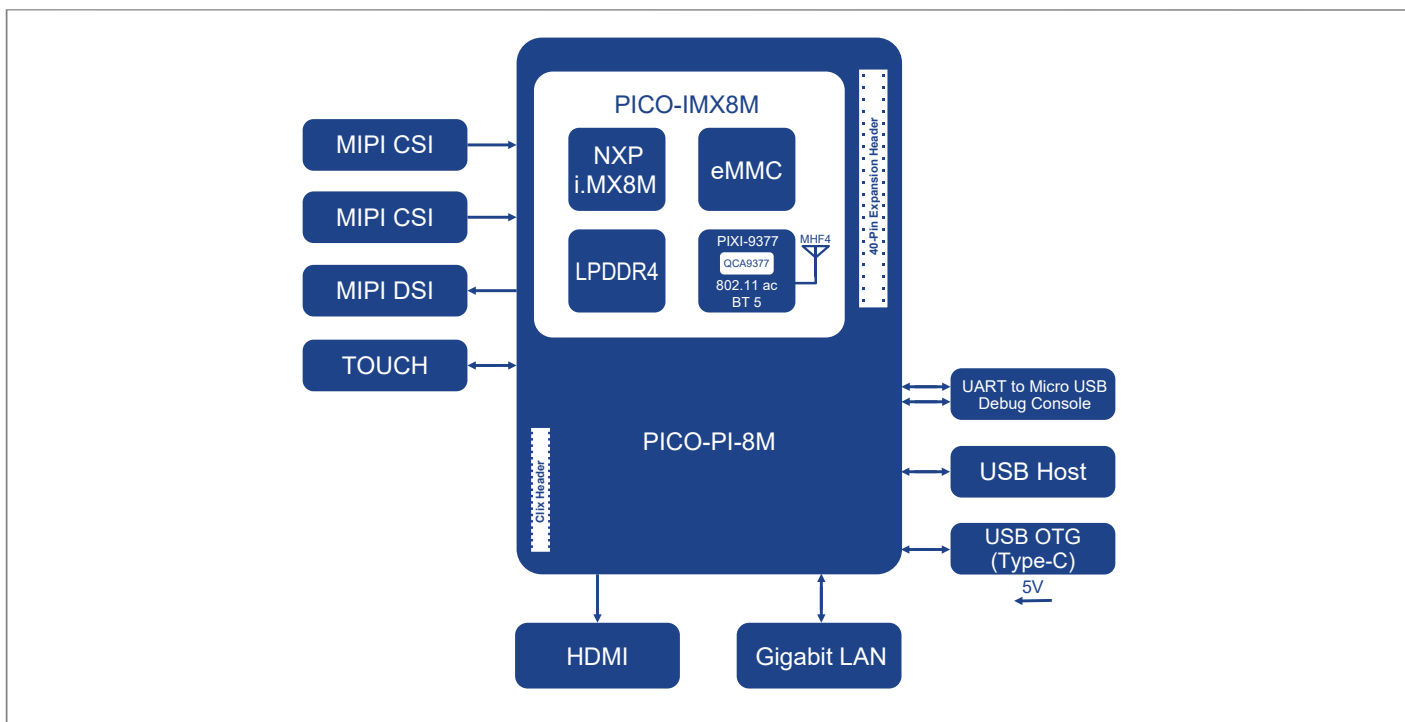 PICO-IMX8M
NXP
i.MX8M
eMMC
LPDDR4
PIXI-9377
QCA9377
802.11 ac
BT 5
MHF4
40-Pin Expansion Header
MIPI CSI
MIPI CSI
MIPI DSI
TOUCH
PICO-PI-8M
Clix Header
UART to Micro USB
Debug Console
USB Host
USB OTG
(Type-C)
5V
HDMI
Gigabit LAN